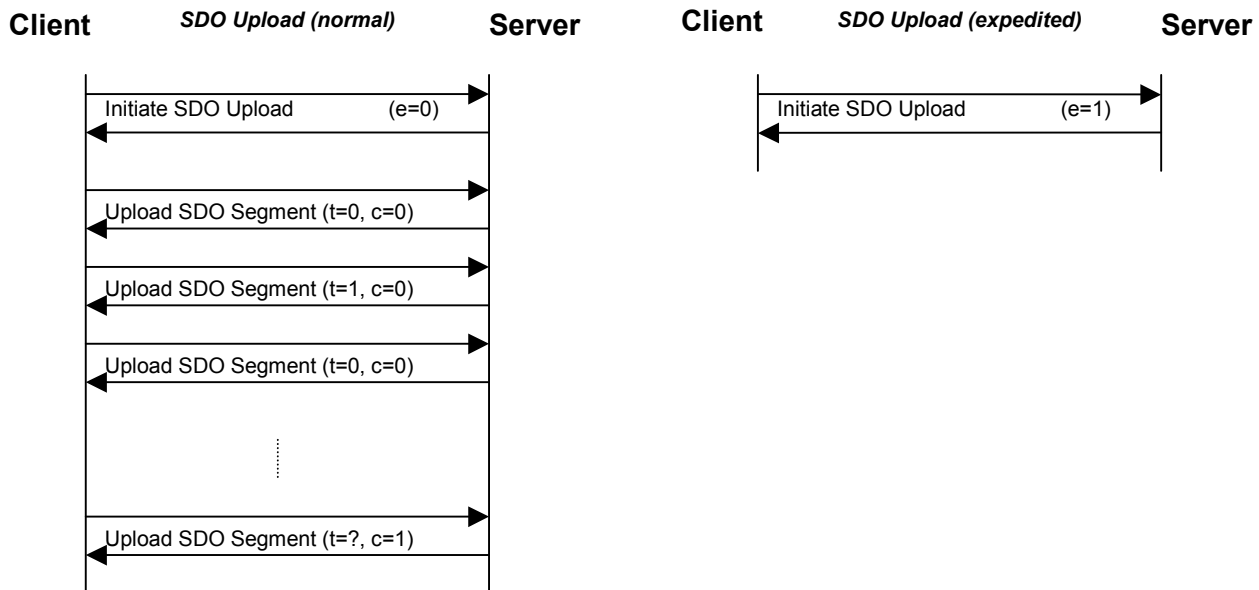 Client SDO Upload (normal) Server
Initiate SDO Upload (e=0)
Upload SDO Segment (t=0, c=0)
Upload SDO Segment (t=1, c=0)
Upload SDO Segment (t=0, c=0)
Upload SDO Segment (t=?, c=1)
Client SDO Upload (expedited) Server
Initiate SDO Upload (e=1)